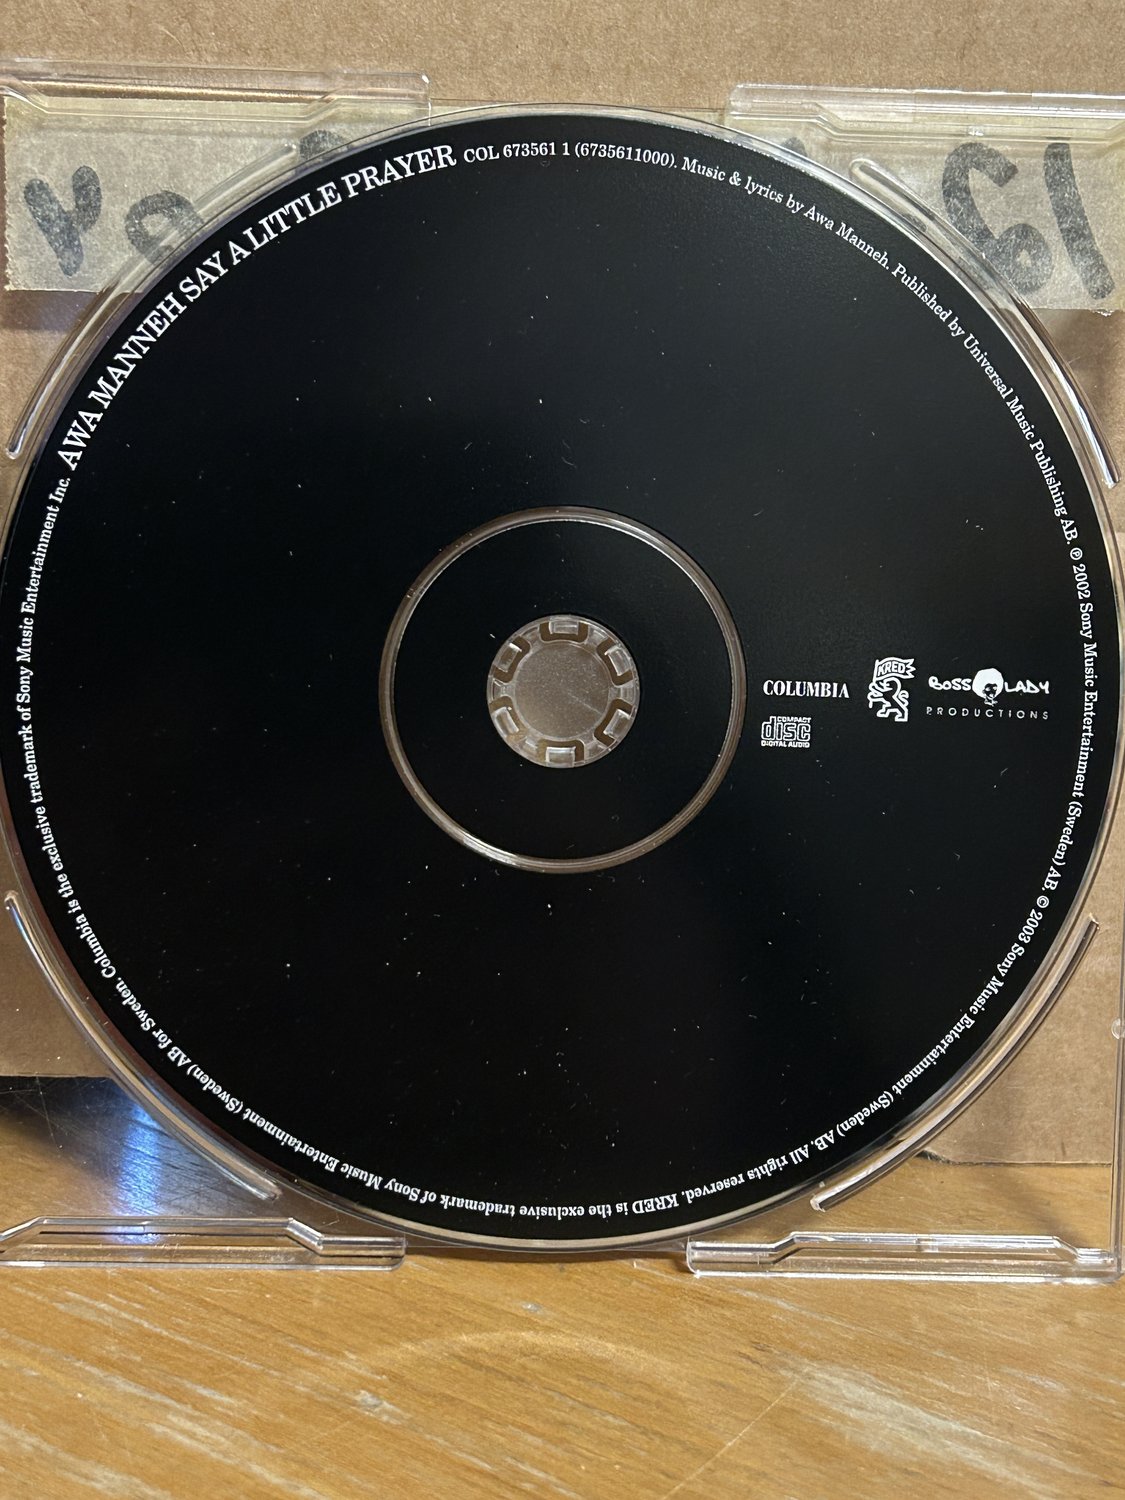 AWA MANNEH SAY A LITTLE PRAYER COL 673561 1 (6735611000). Music & lyrics by Awa Manneh. Published by Universal Music Publishing AB. ℗ 2002 Sony Music Entertainment (Sweden) AB. © 2003 Sony Music Entertainment (Sweden) AB. All rights reserved. KRED is the exclusive trademark of Sony Music Entertainment (Sweden) AB for Sweden. Columbia is the exclusive trademark of Sony Music Entertainment Inc.
COLUMBIA
KRED
BOSS LADY
PRODUCTIONS
COMPACT
disc
DIGITAL AUDIO